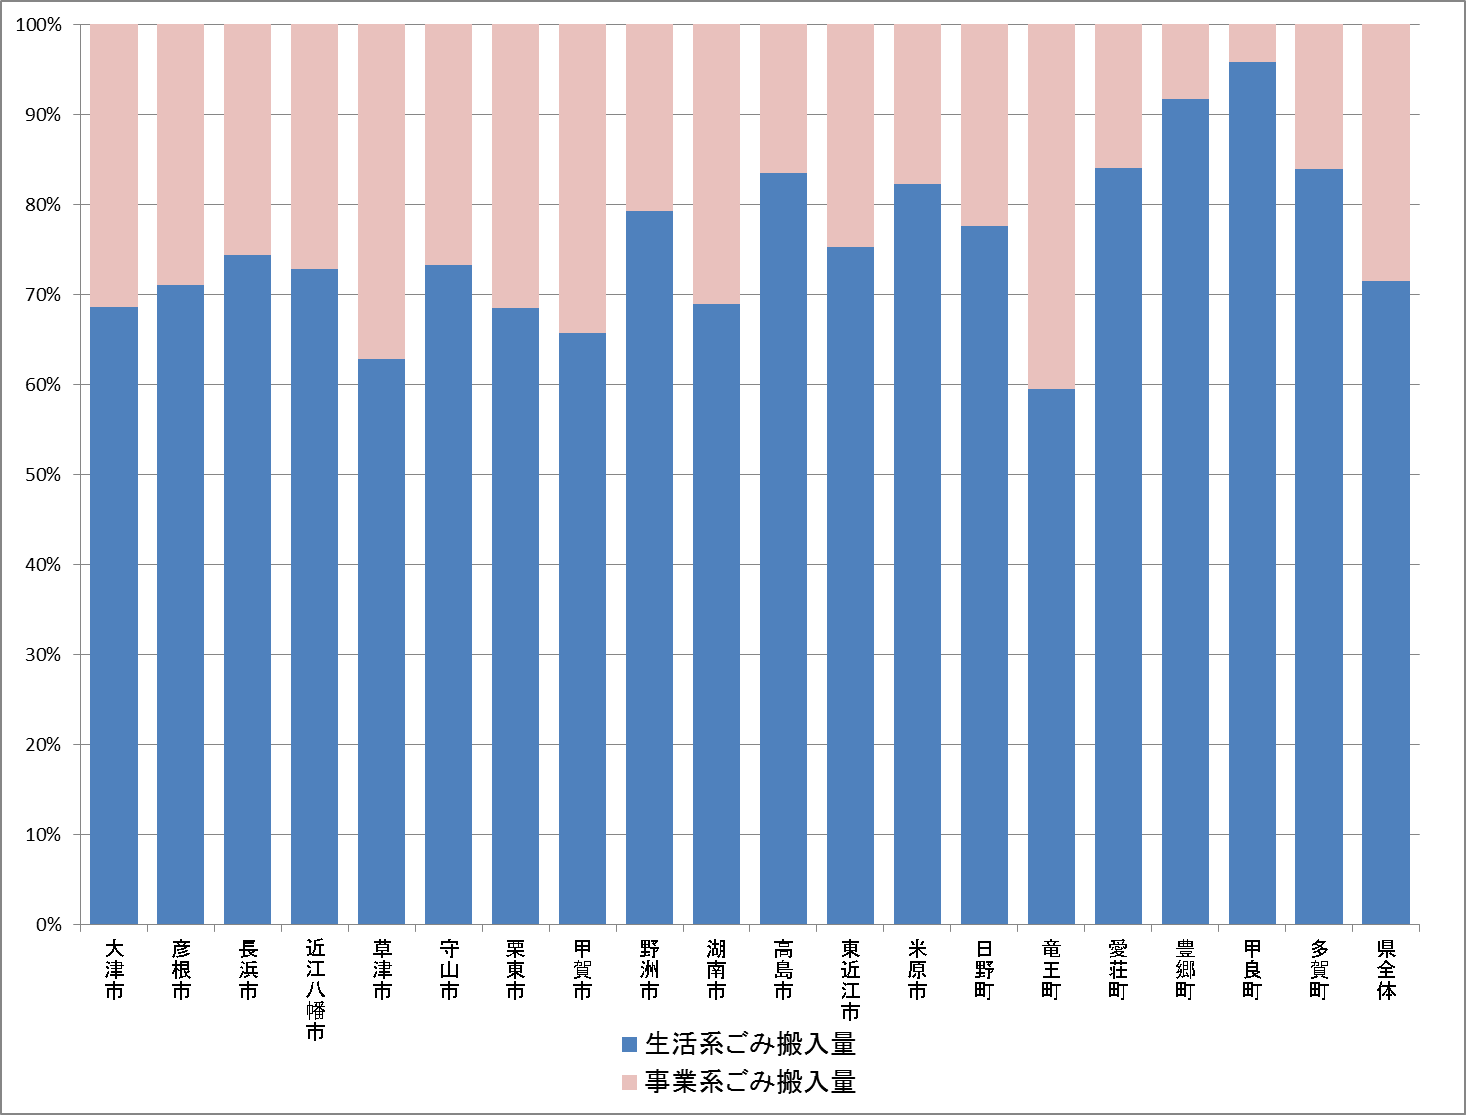 100%
90%
80%
70%
60%
50%
40%
30%
20%
10%
0%
大津市
彦根市
長浜市
近江八幡市
草津市
守山市
栗東市
甲賀市
野洲市
湖南市
高島市
東近江市
米原市
日野町
竜王町
愛荘町
豊郷町
甲良町
多賀町
県全体
生活系ごみ搬入量
事業系ごみ搬入量